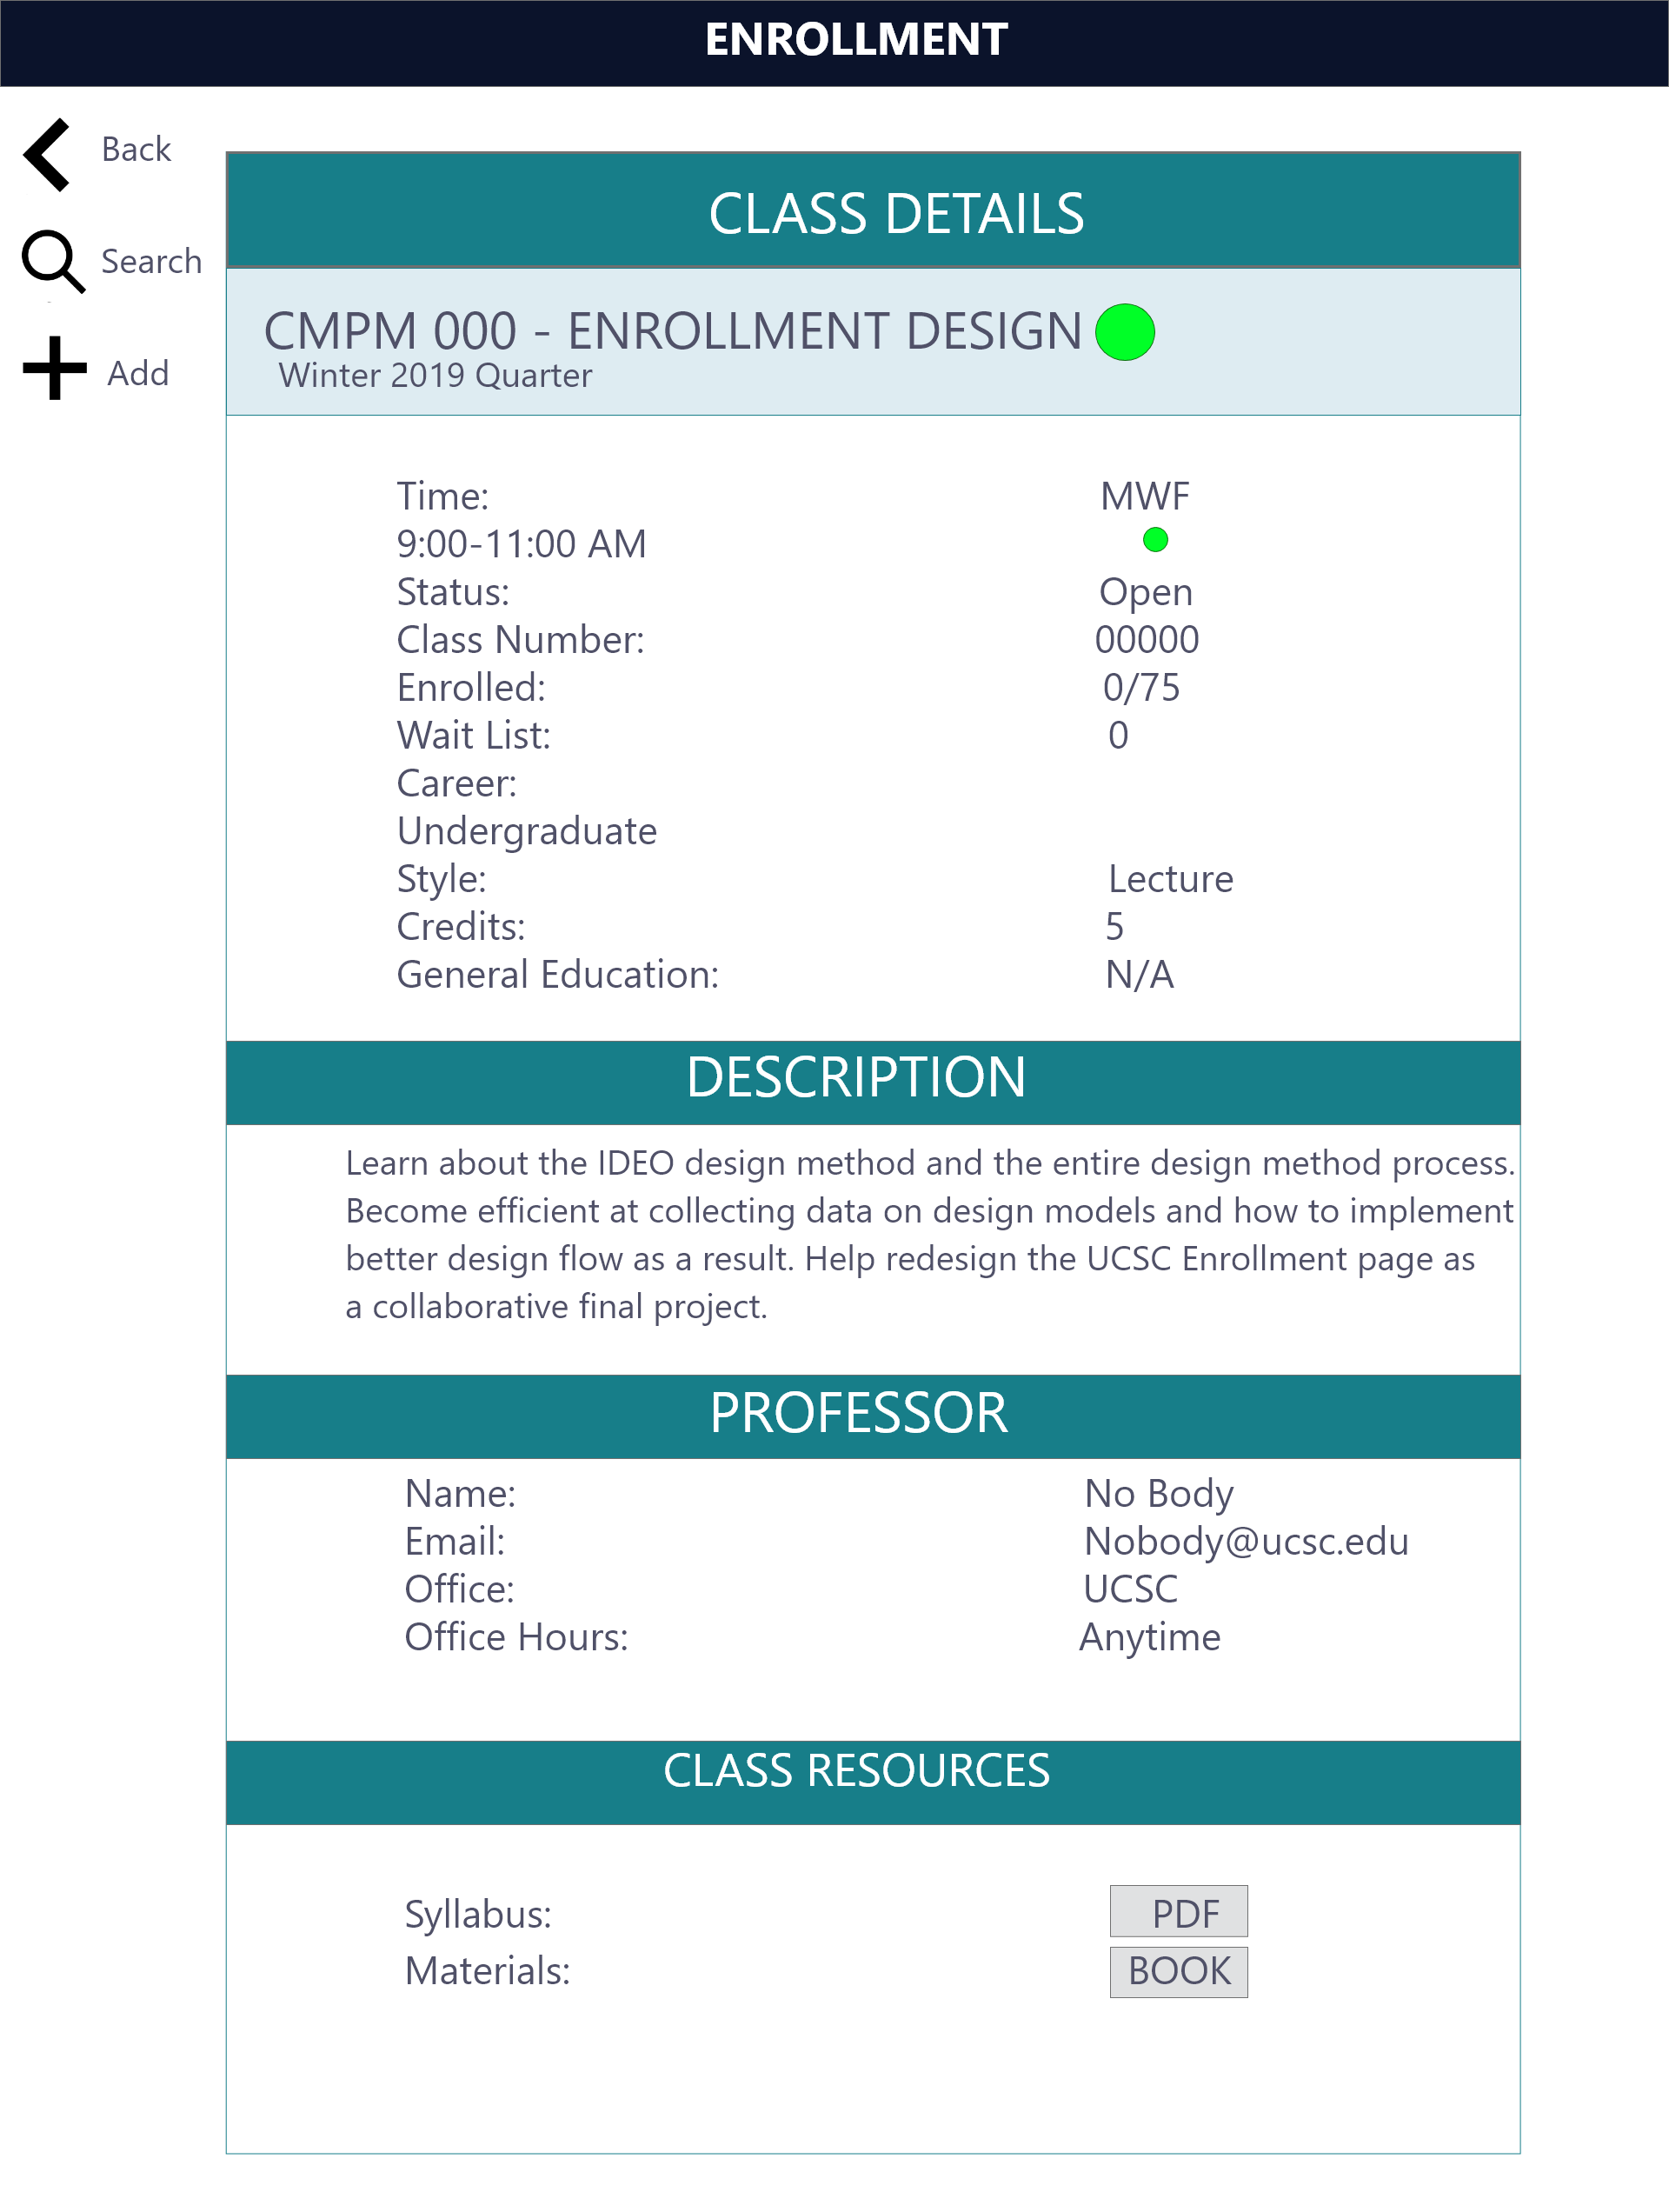 ENROLLMENT
Back
Search
Add
CLASS DETAILS
CMPM 000 - ENROLLMENT DESIGN
Winter 2019 Quarter
Time: MWF
9:00-11:00 AM
Status: Open
Class Number: 00000
Enrolled: 0/75
Wait List: 0
Career:
Undergraduate
Style: Lecture
Credits: 5
General Education: N/A
DESCRIPTION
Learn about the IDEO design method and the entire design method process.
Become efficient at collecting data on design models and how to implement
better design flow as a result. Help redesign the UCSC Enrollment page as
a collaborative final project.
PROFESSOR
Name: No Body
Email: Nobody@ucsc.edu
Office: UCSC
Office Hours: Anytime
CLASS RESOURCES
Syllabus: PDF
Materials: BOOK